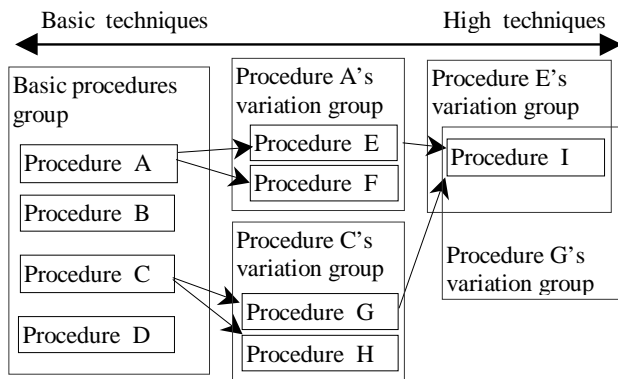 Basic techniques
High techniques
Basic procedures
group
Procedure A
Procedure B
Procedure C
Procedure D
Procedure A's
variation group
Procedure E
Procedure F
Procedure C's
variation group
Procedure G
Procedure H
Procedure E's
variation group
Procedure I
Procedure G's
variation group